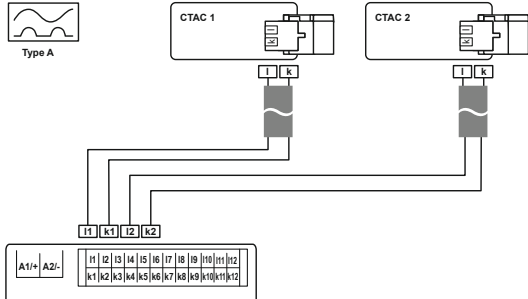 CTAC 1
CTAC 2
Type A
k l
k l
l k
l k
l1 k1 l2 k2
A1/+ A2/-
l1 l2 l3 l4 l5 l6 l7 l8 l9 l10 l11 l12
k1 k2 k3 k4 k5 k6 k7 k8 k9 k10 k11 k12